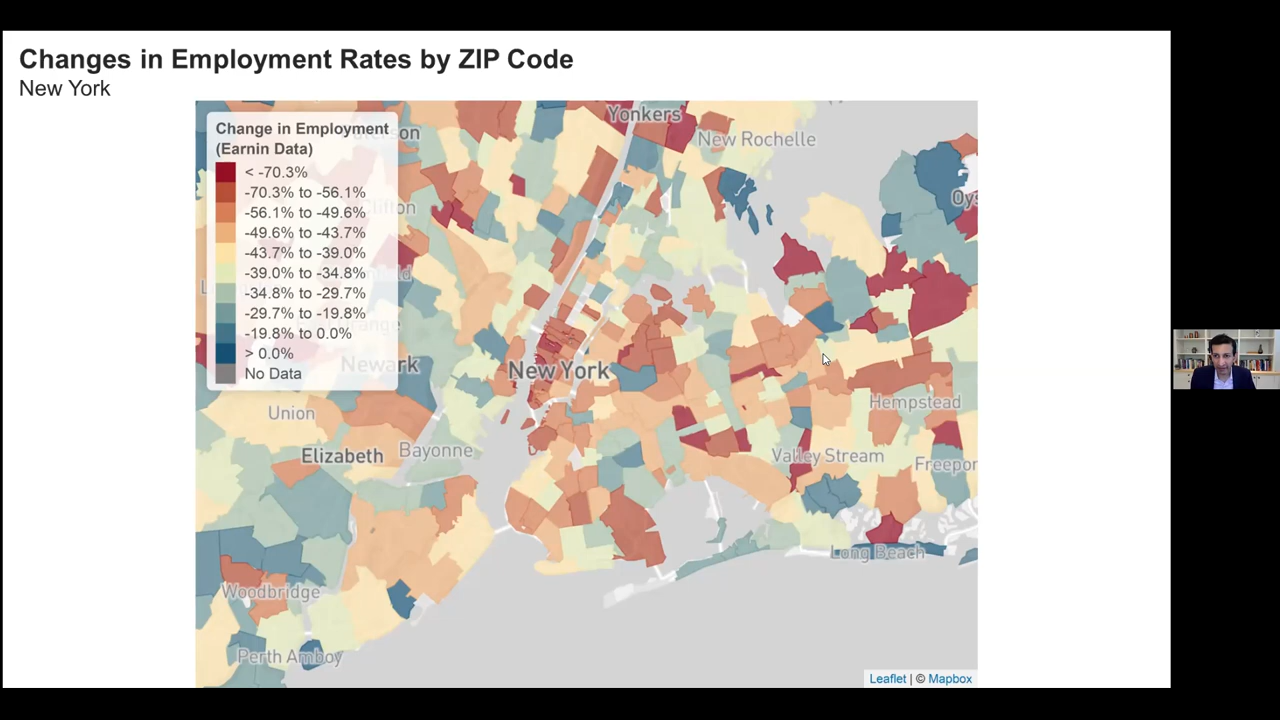 Changes in Employment Rates by ZIP Code
New York
Change in Employment
(Earnin Data)
< -70.3%
-70.3% to -56.1%
-56.1% to -49.6%
-49.6% to -43.7%
-43.7% to -39.0%
-39.0% to -34.8%
-34.8% to -29.7%
-29.7% to -19.8%
-19.8% to 0.0%
> 0.0%
No Data
Yonkers
New Rochelle
Oys
New York
Newark
Union
Elizabeth
Bayonne
Hempstead
Valley Stream
Freepor
Long Beach
Woodbridge
Perth Amboy
Leaflet | © Mapbox